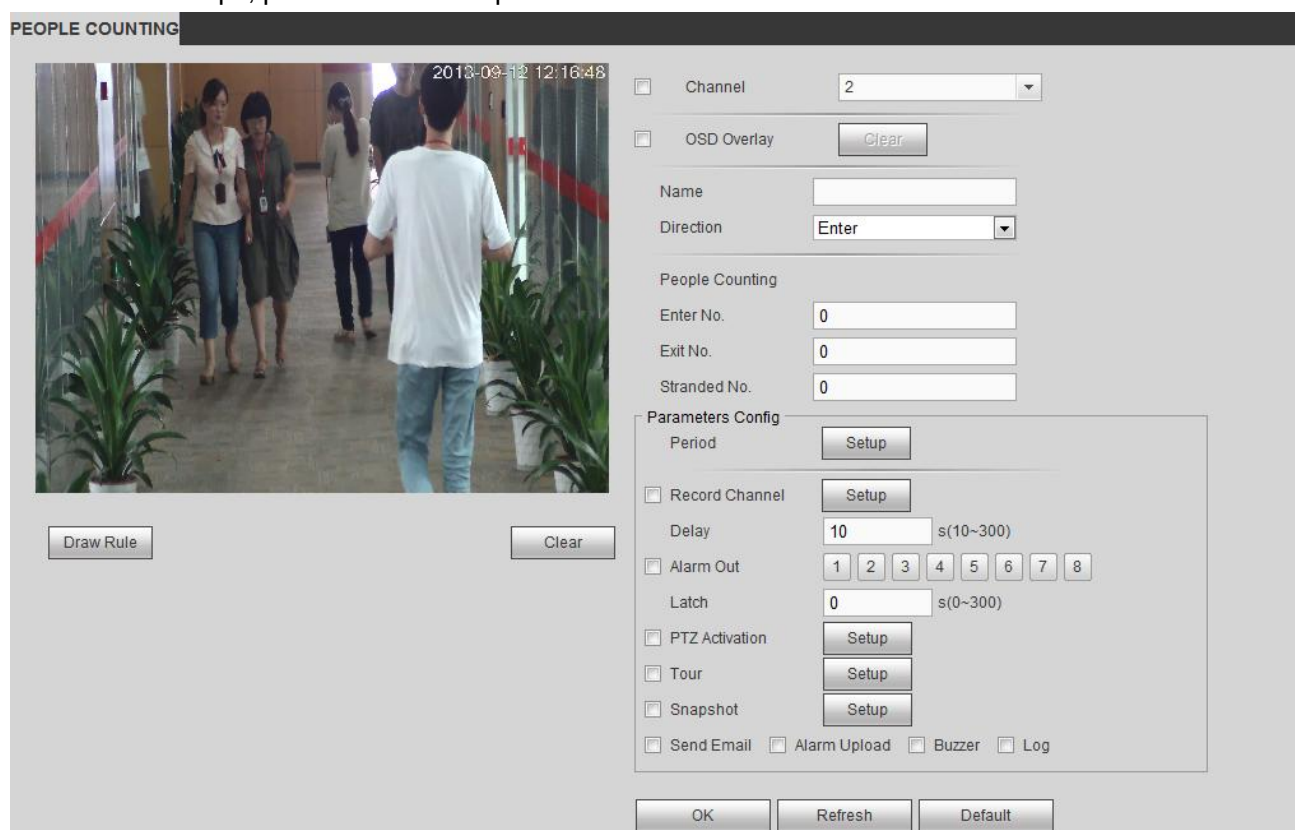 PEOPLE COUNTING
2013-09-12 12:16:48
Channel 2
OSD Overlay Clear
Name
Direction Enter
People Counting
Enter No. 0
Exit No. 0
Stranded No. 0
Parameters Config
Period Setup
Record Channel Setup
Delay 10 s(10~300)
Alarm Out 1 2 3 4 5 6 7 8
Latch 0 s(0~300)
PTZ Activation Setup
Tour Setup
Snapshot Setup
Send Email Alarm Upload Buzzer Log
Draw Rule Clear
OK Refresh Default